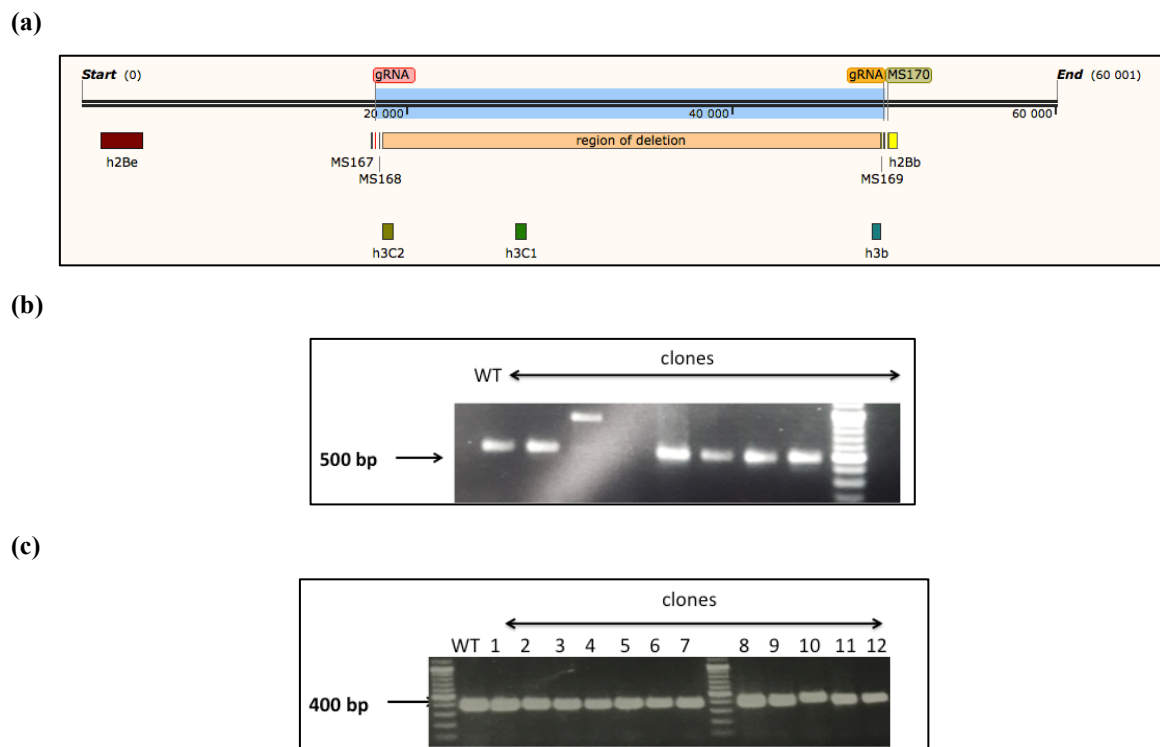 (a)
Start (0) gRNA gRNA MS170 End (60 001)
20 000 40 000 60 000
region of deletion
h2Be MS167 h2Bb
MS168 MS169
h3C2 h3C1 h3b
(b)
clones
WT
500 bp
(c)
clones
WT 1 2 3 4 5 6 7 8 9 10 11 12
400 bp